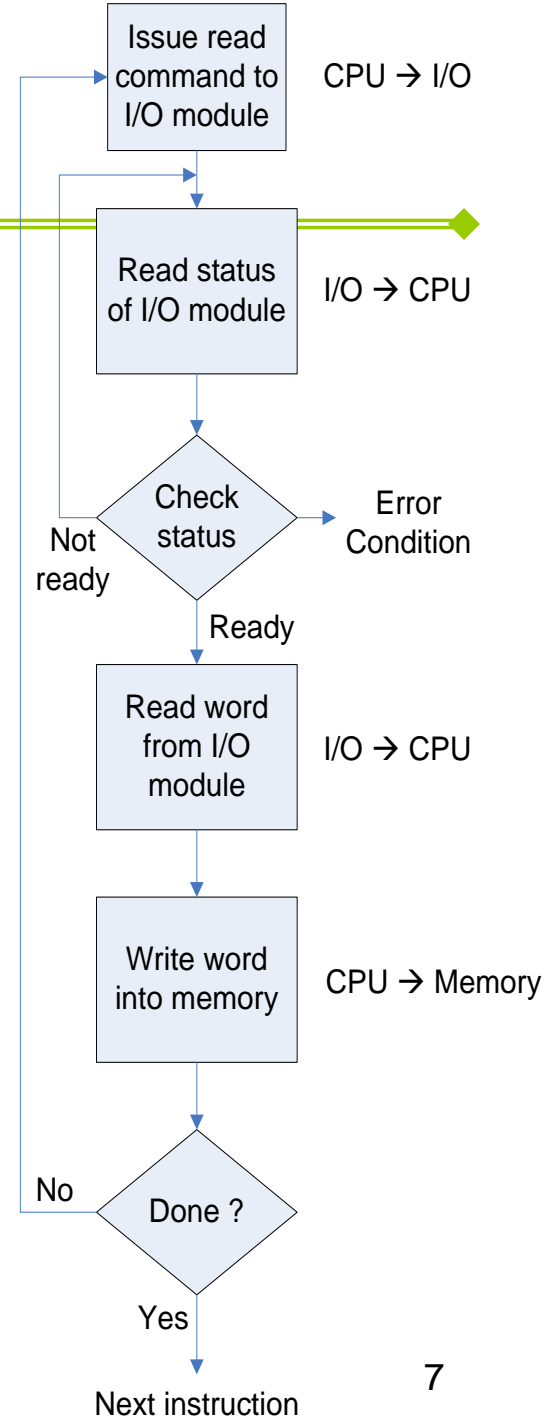 Issue read
command to
I/O module
CPU → I/O
Read status
of I/O module
I/O → CPU
Check
status
Error
Condition
Not
ready
Ready
Read word
from I/O
module
I/O → CPU
Write word
into memory
CPU → Memory
No
Done ?
Yes
Next instruction
7